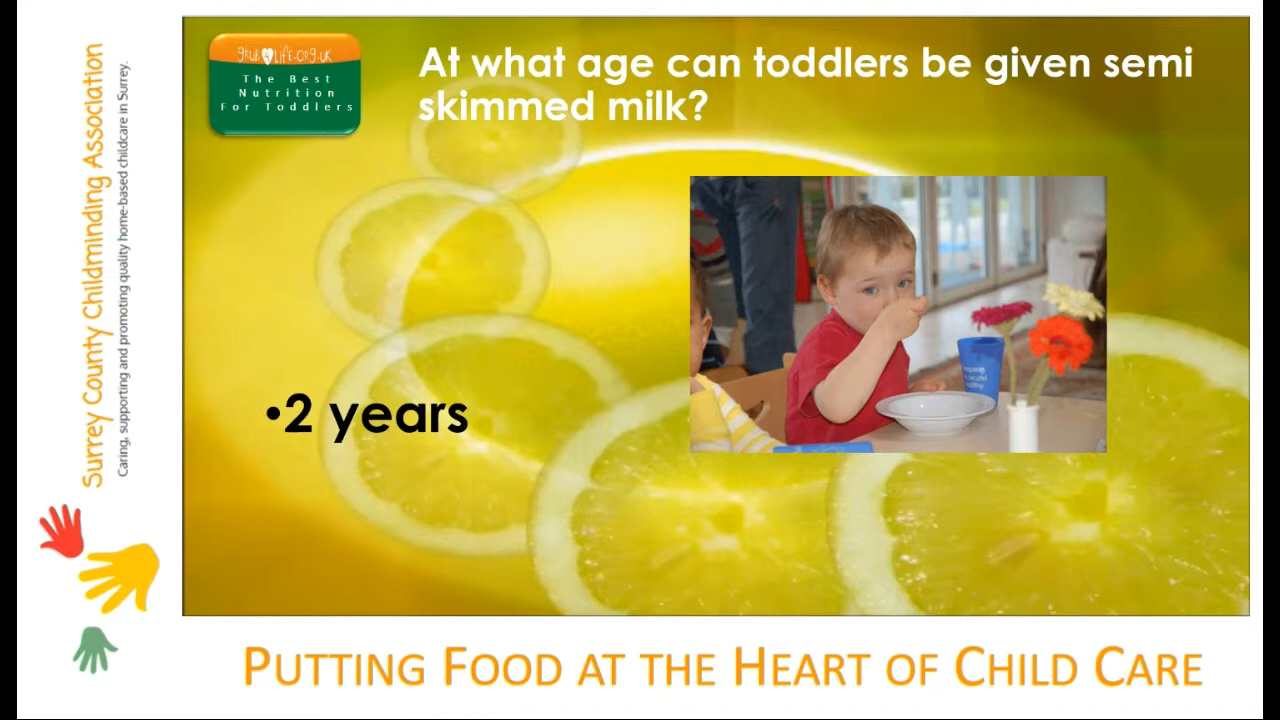 Surrey County Childminding Association
Caring, supporting and promoting quality home-based childcare in Surrey.
grub4life.org.uk
The Best
Nutrition
For Toddlers
At what age can toddlers be given semi
skimmed milk?
•2 years
PUTTING FOOD AT THE HEART OF CHILD CARE